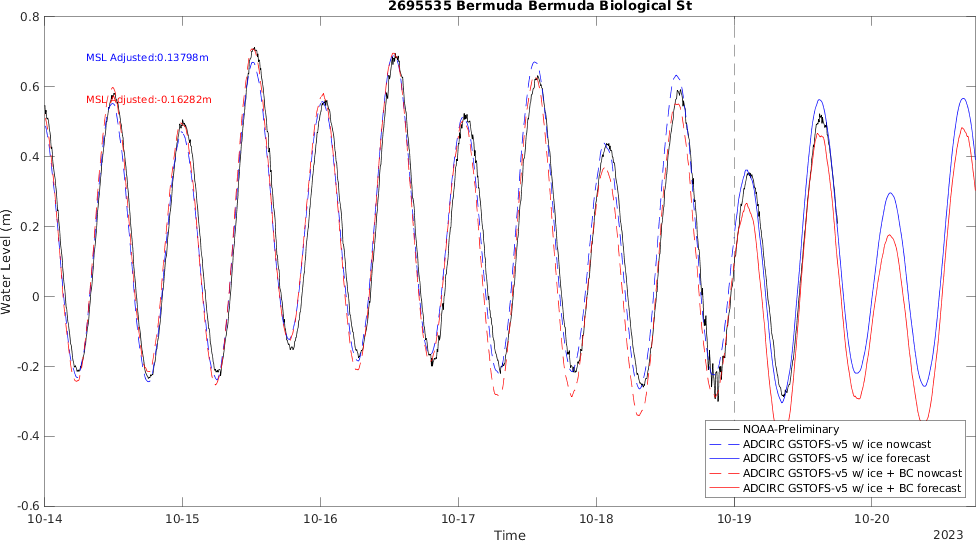 2695535 Bermuda Bermuda Biological St
0.8
0.6
0.4
0.2
0
-0.2
-0.4
-0.6
Water Level (m)
MSL Adjusted:0.13798m
MSL Adjusted:-0.16282m
NOAA-Preliminary
ADCIRC GSTOFS-v5 w/ ice nowcast
ADCIRC GSTOFS-v5 w/ ice forecast
ADCIRC GSTOFS-v5 w/ ice + BC nowcast
ADCIRC GSTOFS-v5 w/ ice + BC forecast
10-14 10-15 10-16 10-17 10-18 10-19 10-20
Time
2023